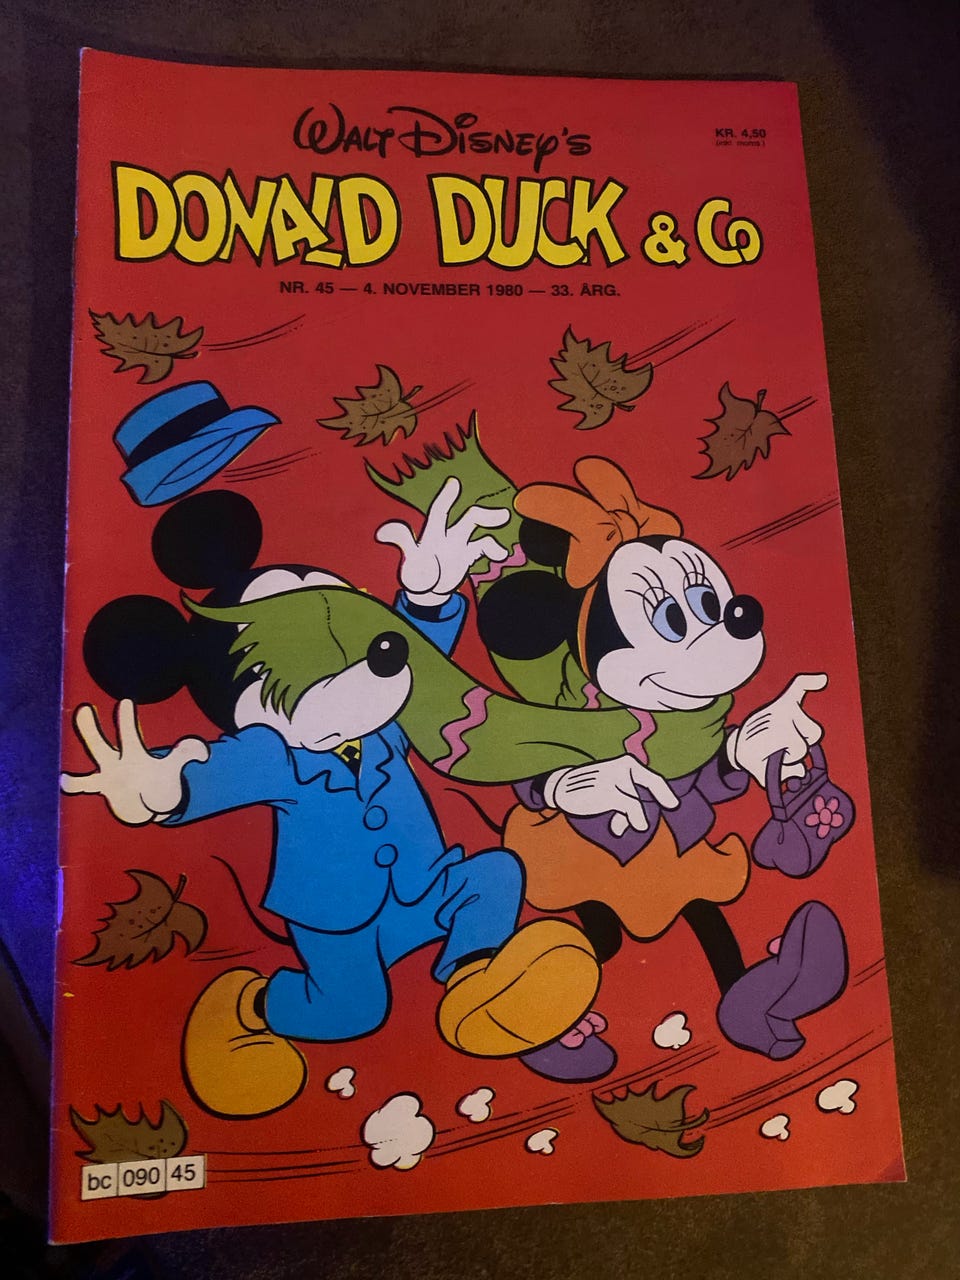 WALT DISNEY'S
KR. 4,50
(inkl. moms.)
DONALD DUCK & Co
NR. 45 — 4. NOVEMBER 1980 — 33. ÅRG.
bc 090 45